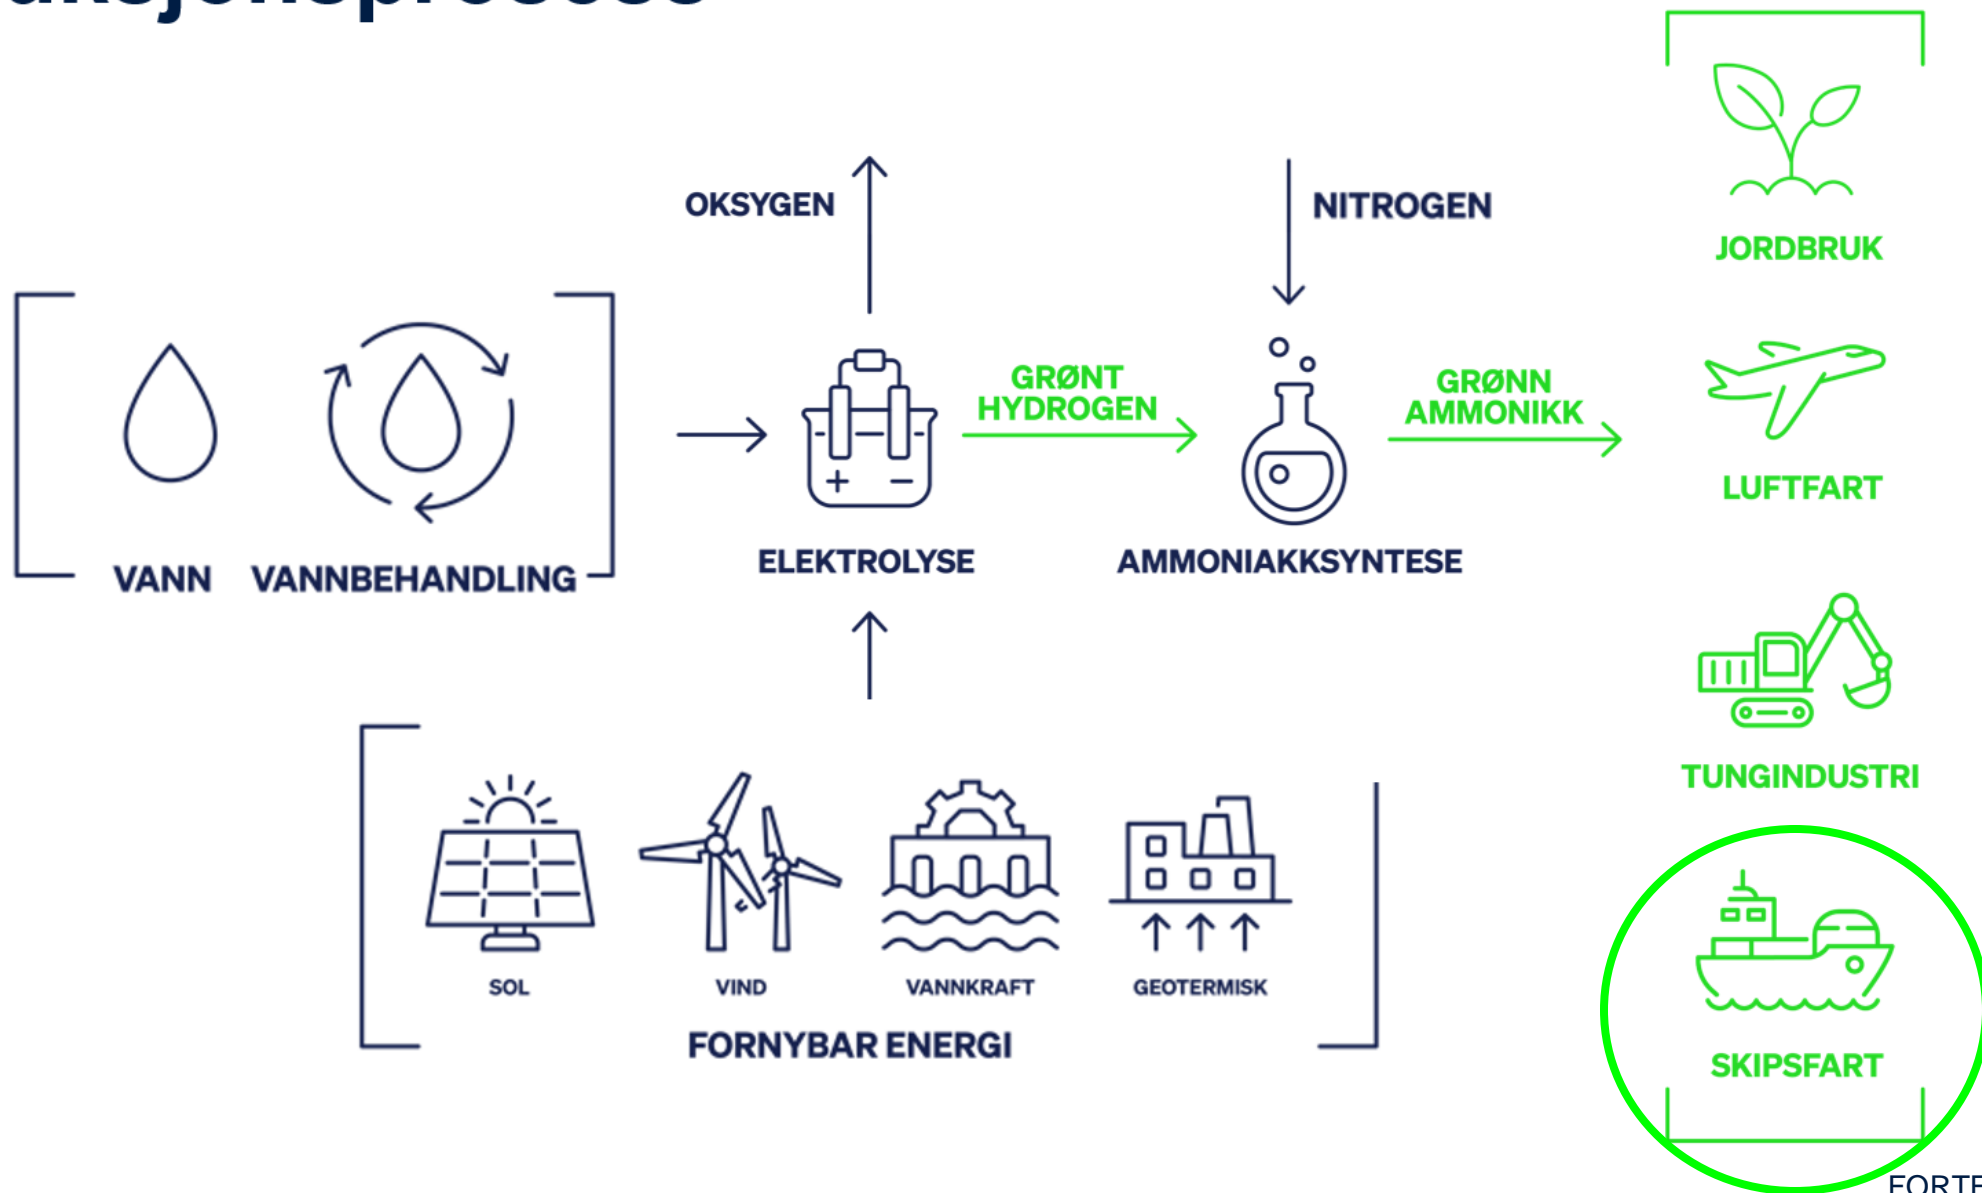 OKSYGEN
NITROGEN
JORDBRUK
GRØNT
HYDROGEN
GRØNN
AMMONIKK
LUFTFART
VANN
VANNBEHANDLING
ELEKTROLYSE
AMMONIAKKSYNTESE
TUNGINDUSTRI
SOL
VIND
VANNKRAFT
GEOTERMISK
FORNYBAR ENERGI
SKIPSFART